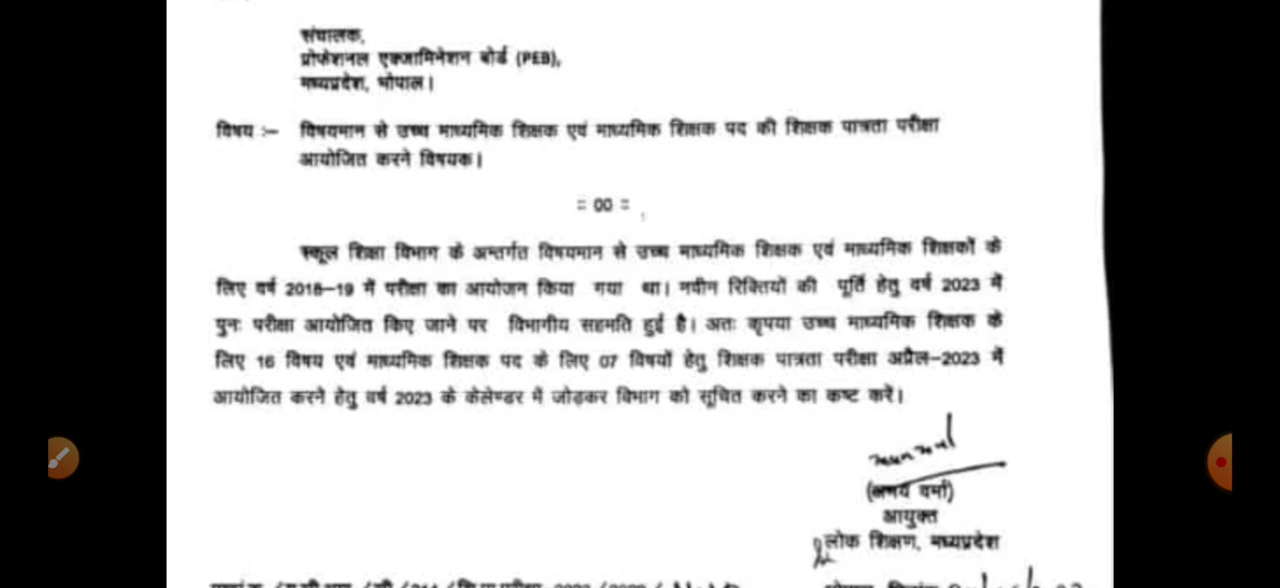 संचालक,
प्रोफेशनल एक्जामिनेशन बोर्ड (PEB),
मध्यप्रदेश, भोपाल।
विषय :— विषयमान से उच्च माध्यमिक शिक्षक एवं माध्यमिक शिक्षक पद की शिक्षक पात्रता परीक्षा
आयोजित करने विषयक।
= 00 =
स्कूल शिक्षा विभाग के अन्तर्गत विषयमान से उच्च माध्यमिक शिक्षक एवं माध्यमिक शिक्षकों के
लिए वर्ष 2018–19 में परीक्षा का आयोजन किया गया था। नवीन रिक्तियों की पूर्ति हेतु वर्ष 2023 में
पुनः परीक्षा आयोजित किए जाने पर विभागीय सहमति हुई है। अतः कृपया उच्च माध्यमिक शिक्षक के
लिए 16 विषय एवं माध्यमिक शिक्षक पद के लिए 07 विषयों हेतु शिक्षक पात्रता परीक्षा अप्रैल–2023 में
आयोजित करने हेतु वर्ष 2023 के केलेण्डर में जोड़कर विभाग को सूचित करने का कष्ट करें।
(अभय वर्मा)
आयुक्त
लोक शिक्षण, मध्यप्रदेश